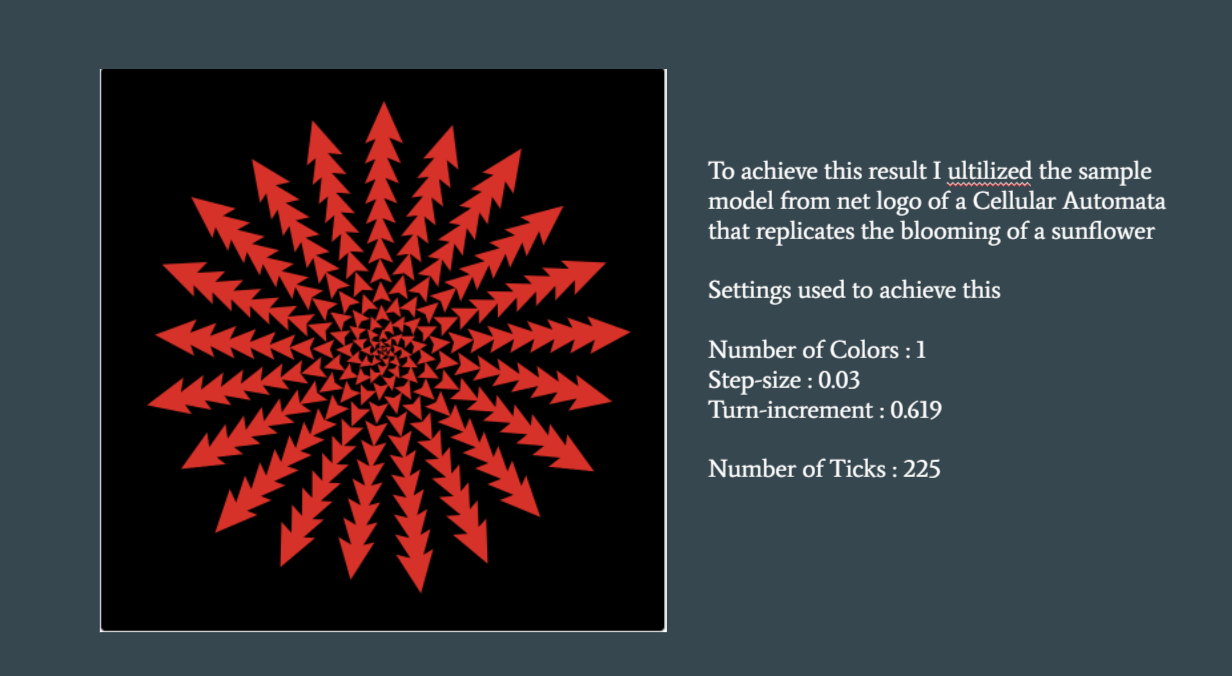 To achieve this result I ultilized the sample
model from net logo of a Cellular Automata
that replicates the blooming of a sunflower
Settings used to achieve this
Number of Colors : 1
Step-size : 0.03
Turn-increment : 0.619
Number of Ticks : 225